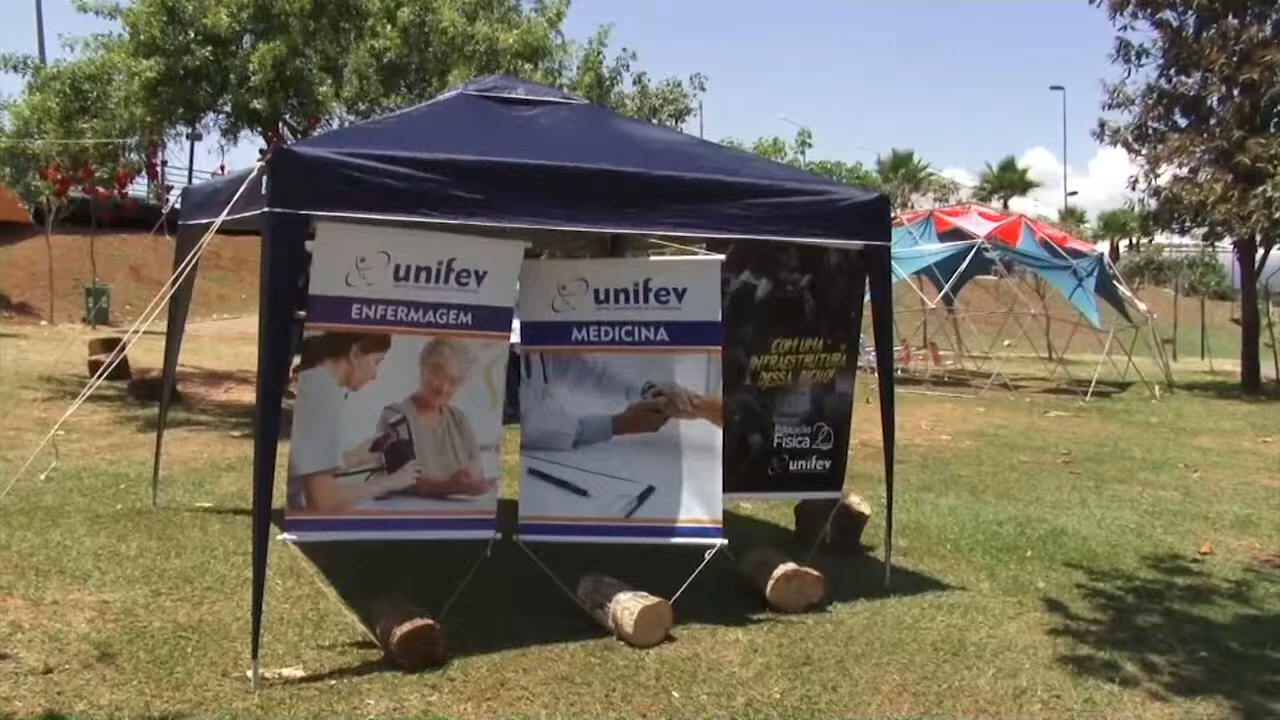 unifev
ENFERMAGEM
unifev
MEDICINA
COM UMA
INFRAESTRUTURA
DESSA, BICHO!
Educação
Física
unifev